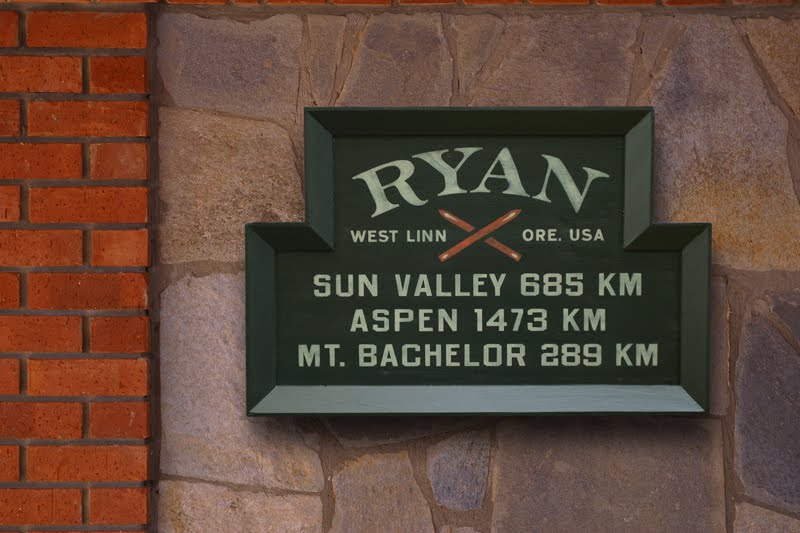 RYAN
WEST LINN ORE. USA
SUN VALLEY 685 KM
ASPEN 1473 KM
MT. BACHELOR 289 KM